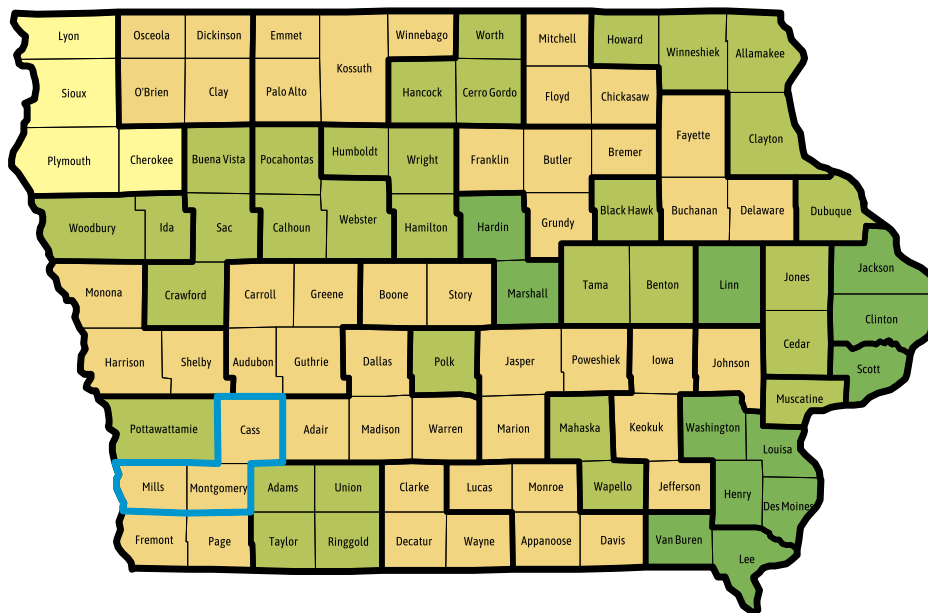 Lyon
Osceola
Dickinson
Emmet
Kossuth
Winnebago
Worth
Mitchell
Howard
Winneshiek
Allamakee
Sioux
O'Brien
Clay
Palo Alto
Hancock
Cerro Gordo
Floyd
Chickasaw
Fayette
Clayton
Plymouth
Cherokee
Buena Vista
Pocahontas
Humboldt
Wright
Franklin
Butler
Bremer
Woodbury
Ida
Sac
Calhoun
Webster
Hamilton
Hardin
Grundy
Black Hawk
Buchanan
Delaware
Dubuque
Monona
Crawford
Carroll
Greene
Boone
Story
Marshall
Tama
Benton
Linn
Jones
Jackson
Clinton
Harrison
Shelby
Audubon
Guthrie
Dallas
Polk
Jasper
Poweshiek
Iowa
Johnson
Cedar
Scott
Muscatine
Pottawattamie
Cass
Adair
Madison
Warren
Marion
Mahaska
Keokuk
Washington
Louisa
Mills
Montgomery
Adams
Union
Clarke
Lucas
Monroe
Wapello
Jefferson
Henry
Des Moines
Fremont
Page
Taylor
Ringgold
Decatur
Wayne
Appanoose
Davis
Van Buren
Lee